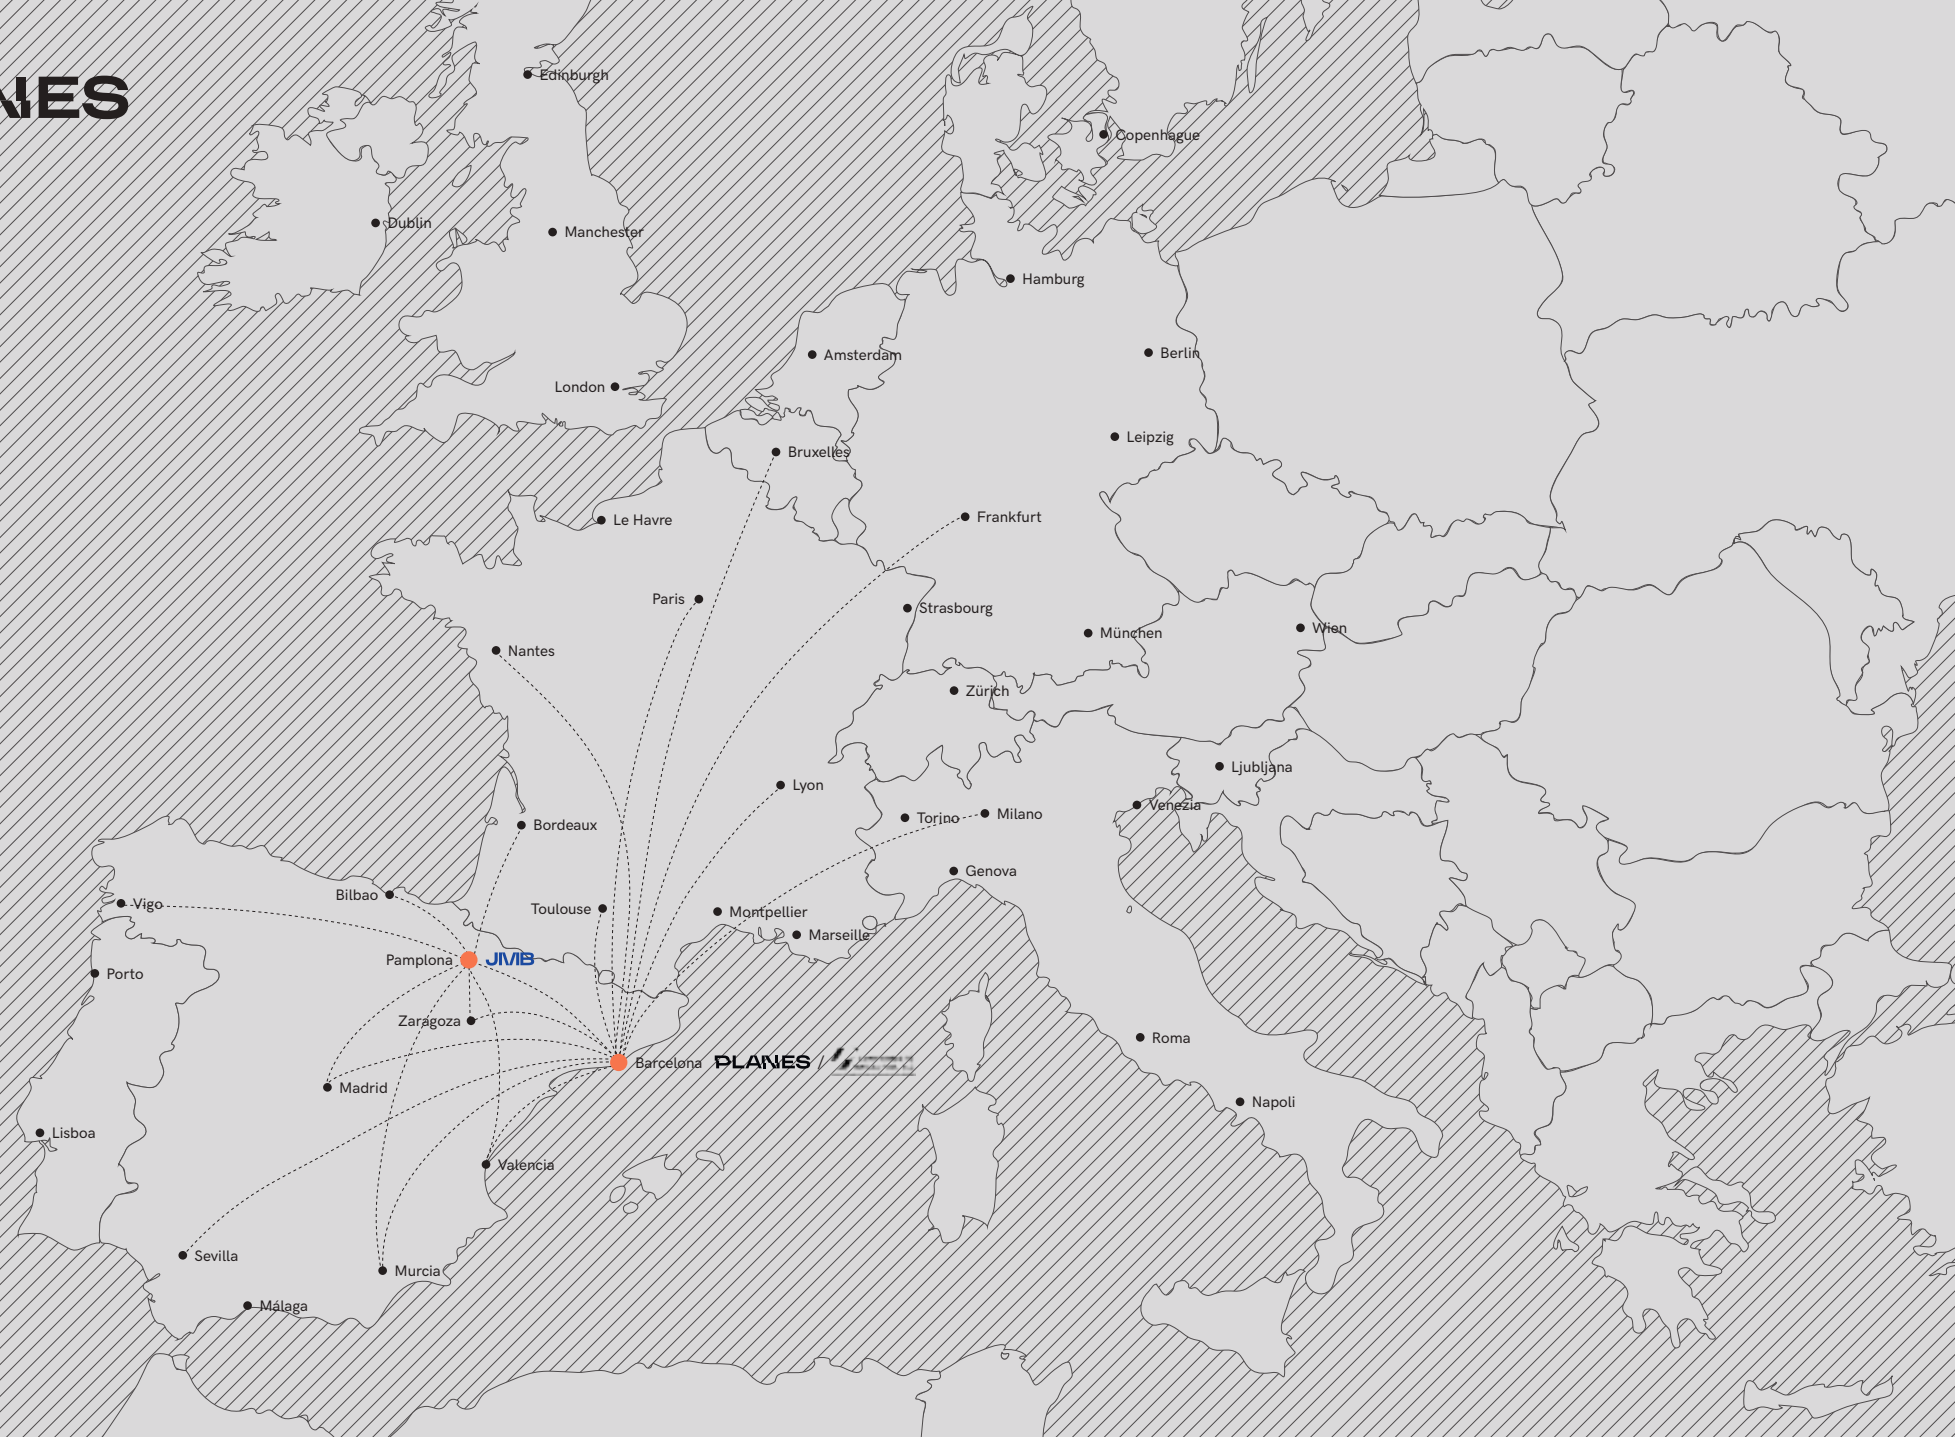 Edinburgh
NES
Copenhague
Dublin
Manchester
Hamburg
Amsterdam
Berlin
London
Leipzig
Bruxelles
Frankfurt
Le Havre
Paris
Strasbourg
Wien
München
Nantes
Zürich
Ljubljana
Lyon
Venezia
Torino
Milano
Bordeaux
Genova
Bilbao
Vigo
Toulouse
Montpellier
Marseille
Pamplona JMB
Porto
Zaragoza
Roma
Barcelona PLANES /
Madrid
Napoli
Lisboa
Valencia
Sevilla
Murcia
Málaga